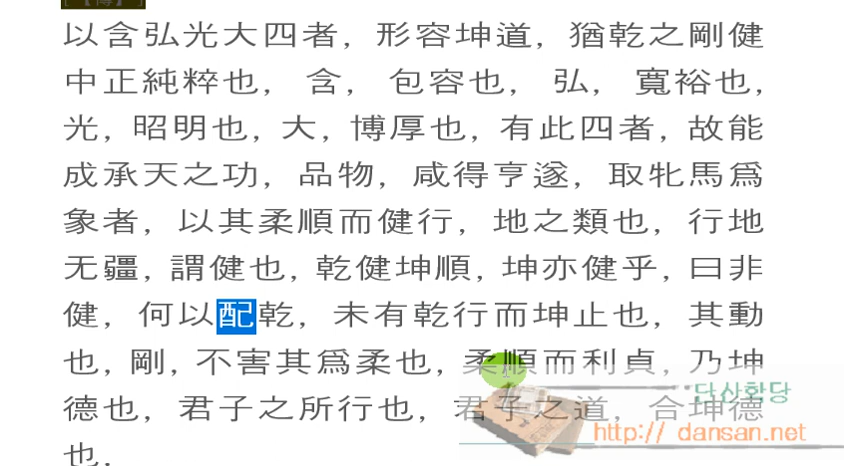 【傳】
以含弘光大四者, 形容坤道, 猶乾之剛健
中正純粹也, 含, 包容也, 弘, 寬裕也,
光, 昭明也, 大, 博厚也, 有此四者, 故能
成承天之功, 品物, 咸得亨遂, 取牝馬爲
象者, 以其柔順而健行, 地之類也, 行地
无疆, 謂健也, 乾健坤順, 坤亦健乎, 曰非
健, 何以配乾, 未有乾行而坤止也, 其動
也, 剛, 不害其爲柔也, 柔順而利貞, 乃坤
德也, 君子之所行也, 君子之道, 合坤德
也.
단산학당
http:// dansan.net